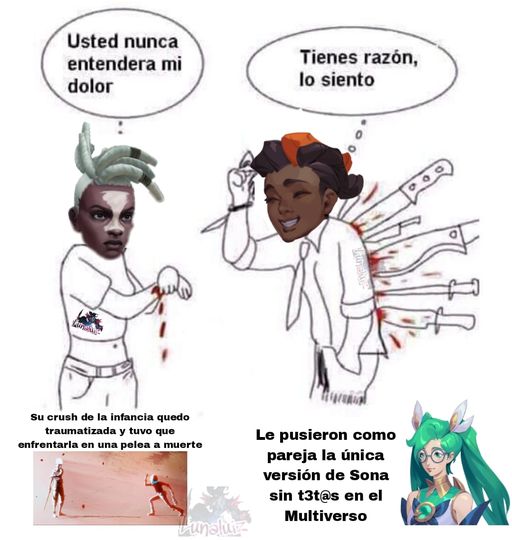 Usted nunca
entendera mi
dolor
Tienes razón,
lo siento
Su crush de la infancia quedo
traumatizada y tuvo que
enfrentarla en una pelea a muerte
Le pusieron como
pareja la única
versión de Sona
sin t3t@s en el
Multiverso